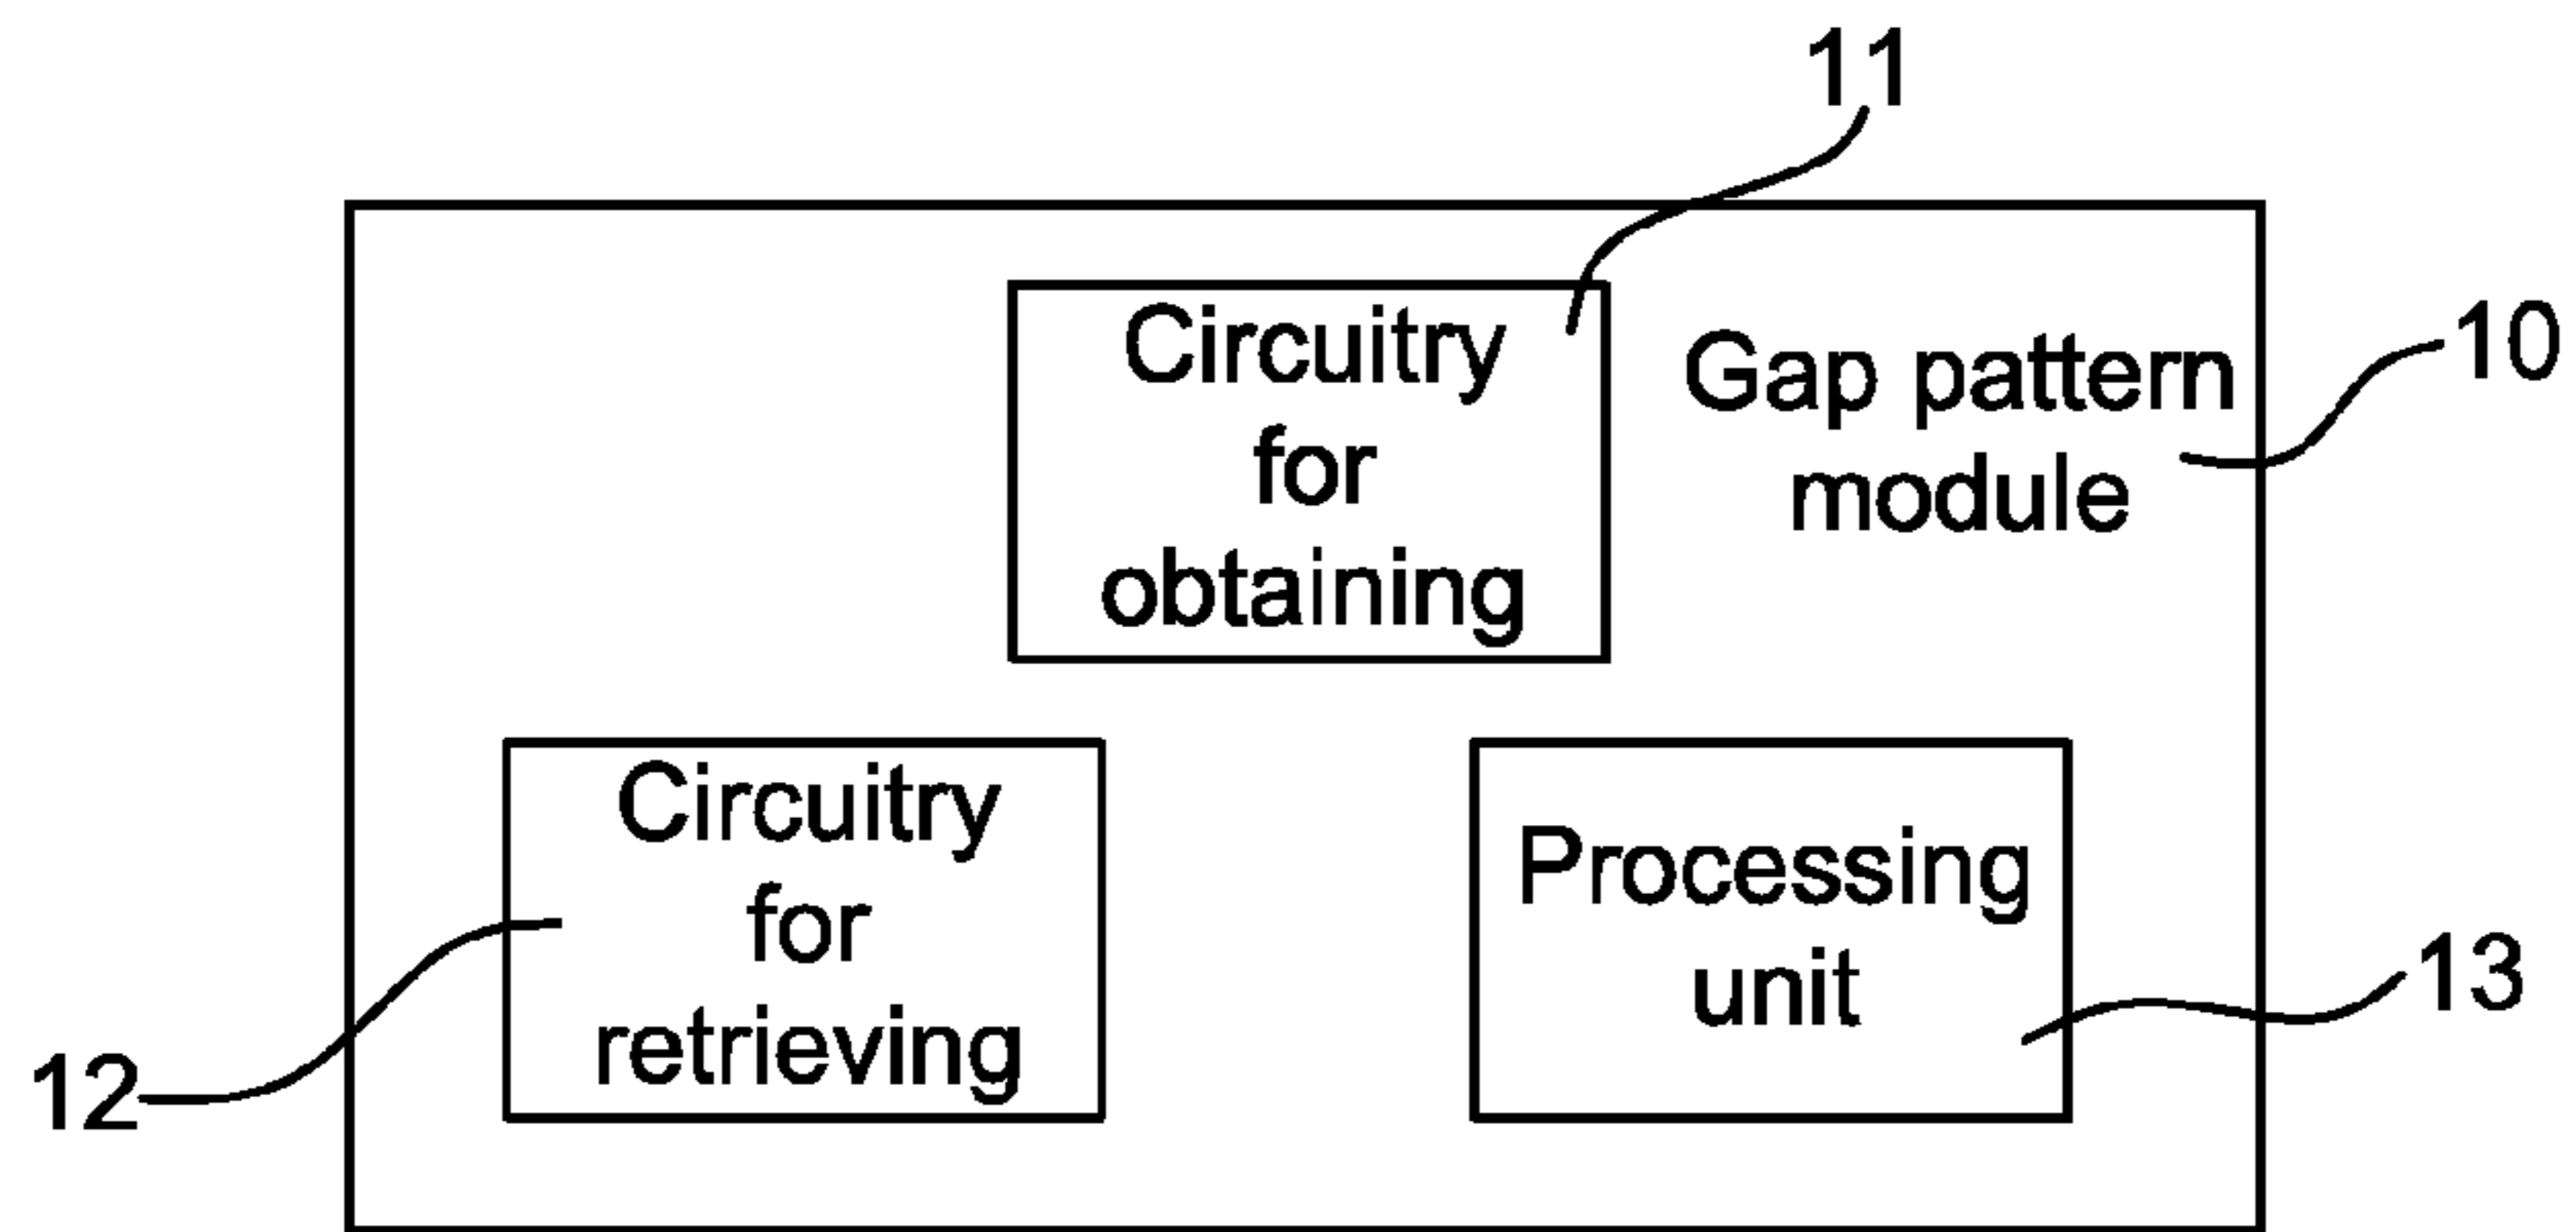 11
Circuitry
for
obtaining
Gap pattern
module
10
Circuitry
for
retrieving
12
Processing
unit
13